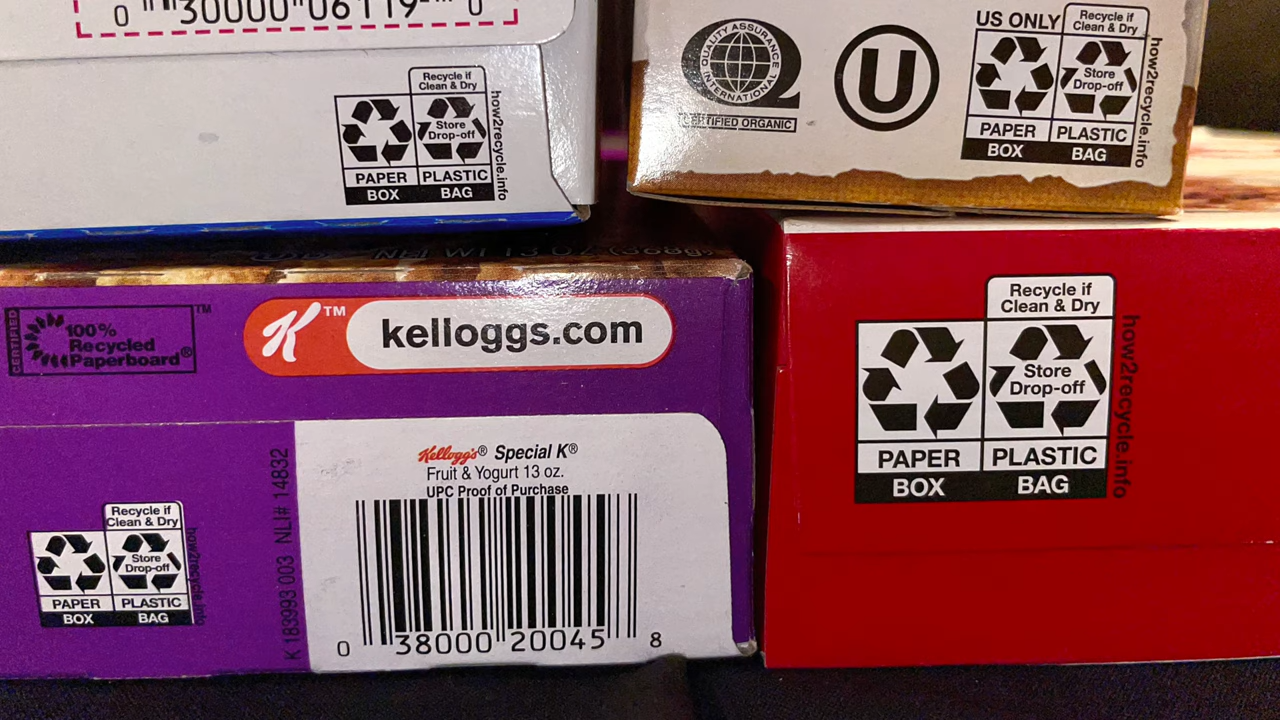 0 30000 06119 0
Recycle if
Clean & Dry
Store
Drop-off
PAPER PLASTIC
BOX BAG
how2recycle.info
QUALITY ASSURANCE
INTERNATIONAL
CERTIFIED ORGANIC
U
US ONLY
Recycle if
Clean & Dry
Store
Drop-off
PAPER PLASTIC
BOX BAG
how2recycle.info
CERTIFIED
100%
Recycled
Paperboard®
TM
K TM
kelloggs.com
Recycle if
Clean & Dry
Store
Drop-off
PAPER PLASTIC
BOX BAG
how2recycle.info
K 183993 003 NLI# 14832
Kellogg's® Special K®
Fruit & Yogurt 13 oz.
UPC Proof of Purchase
0 38000 20045 8
Recycle if
Clean & Dry
Store
Drop-off
PAPER PLASTIC
BOX BAG
how2recycle.info